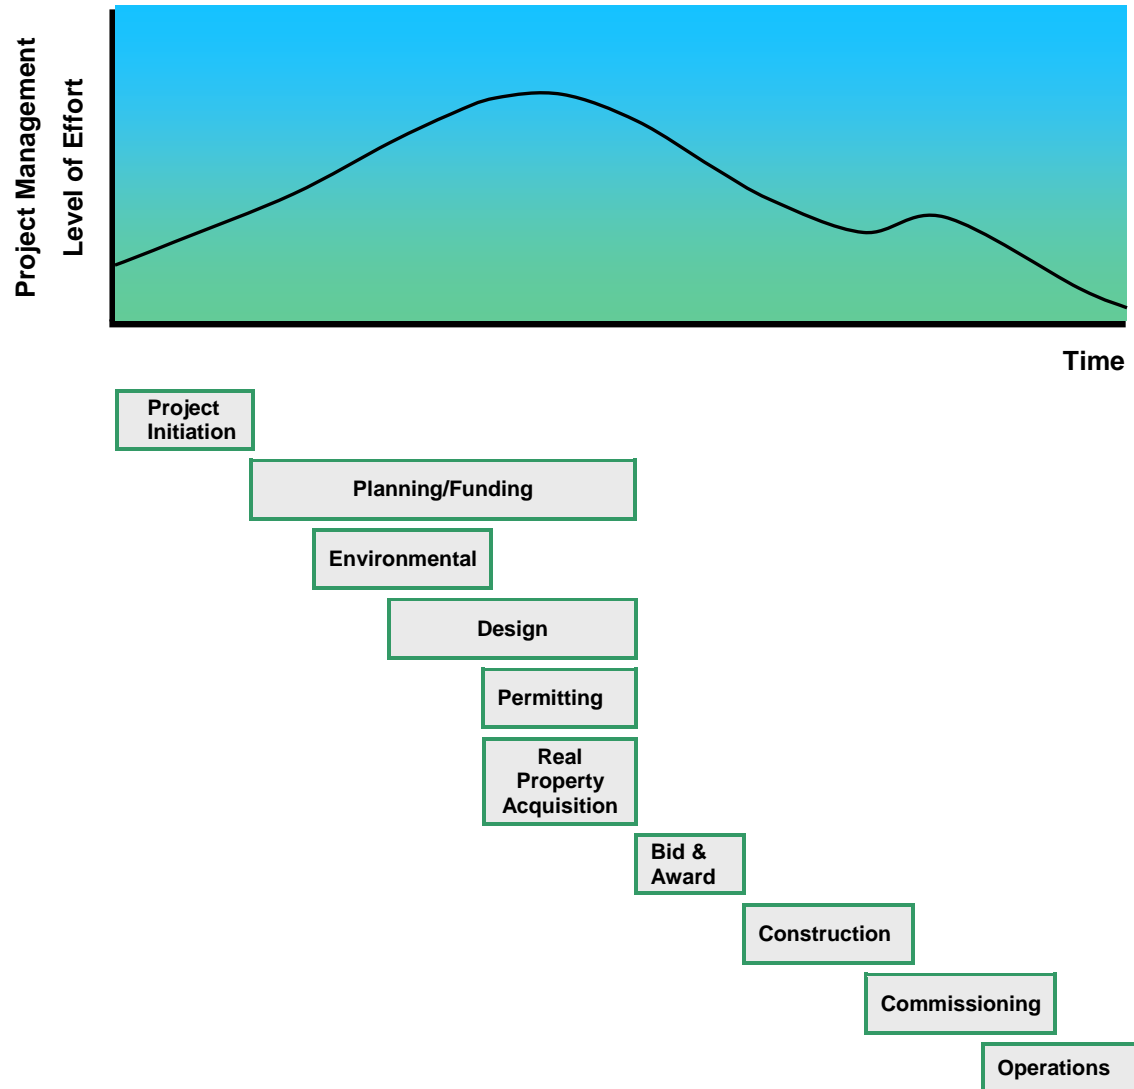 Project Management
Level of Effort
Time
Project
Initiation
Planning/Funding
Environmental
Design
Permitting
Real
Property
Acquisition
Bid &
Award
Construction
Commissioning
Operations